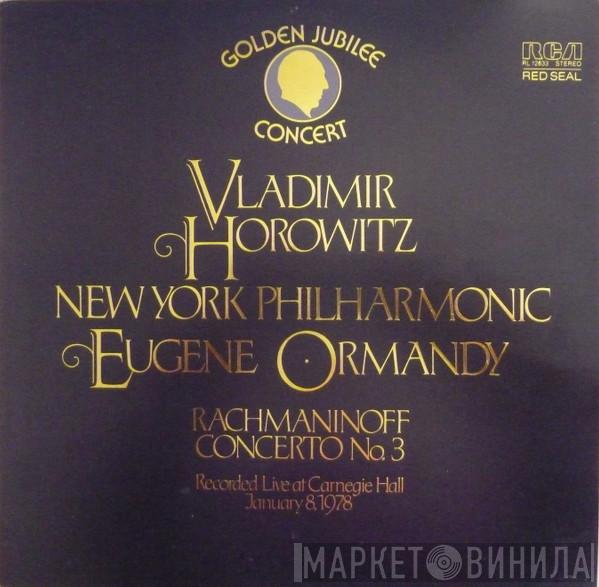 GOLDEN JUBILEE
CONCERT
RCA
RL 12633 STEREO
RED SEAL
VLADIMIR
HOROWITZ
NEW YORK PHILHARMONIC
EUGENE ORMANDY
RACHMANINOFF
CONCERTO No. 3
Recorded Live at Carnegie Hall
January 8, 1978
МАРКЕТ ВИНИЛА